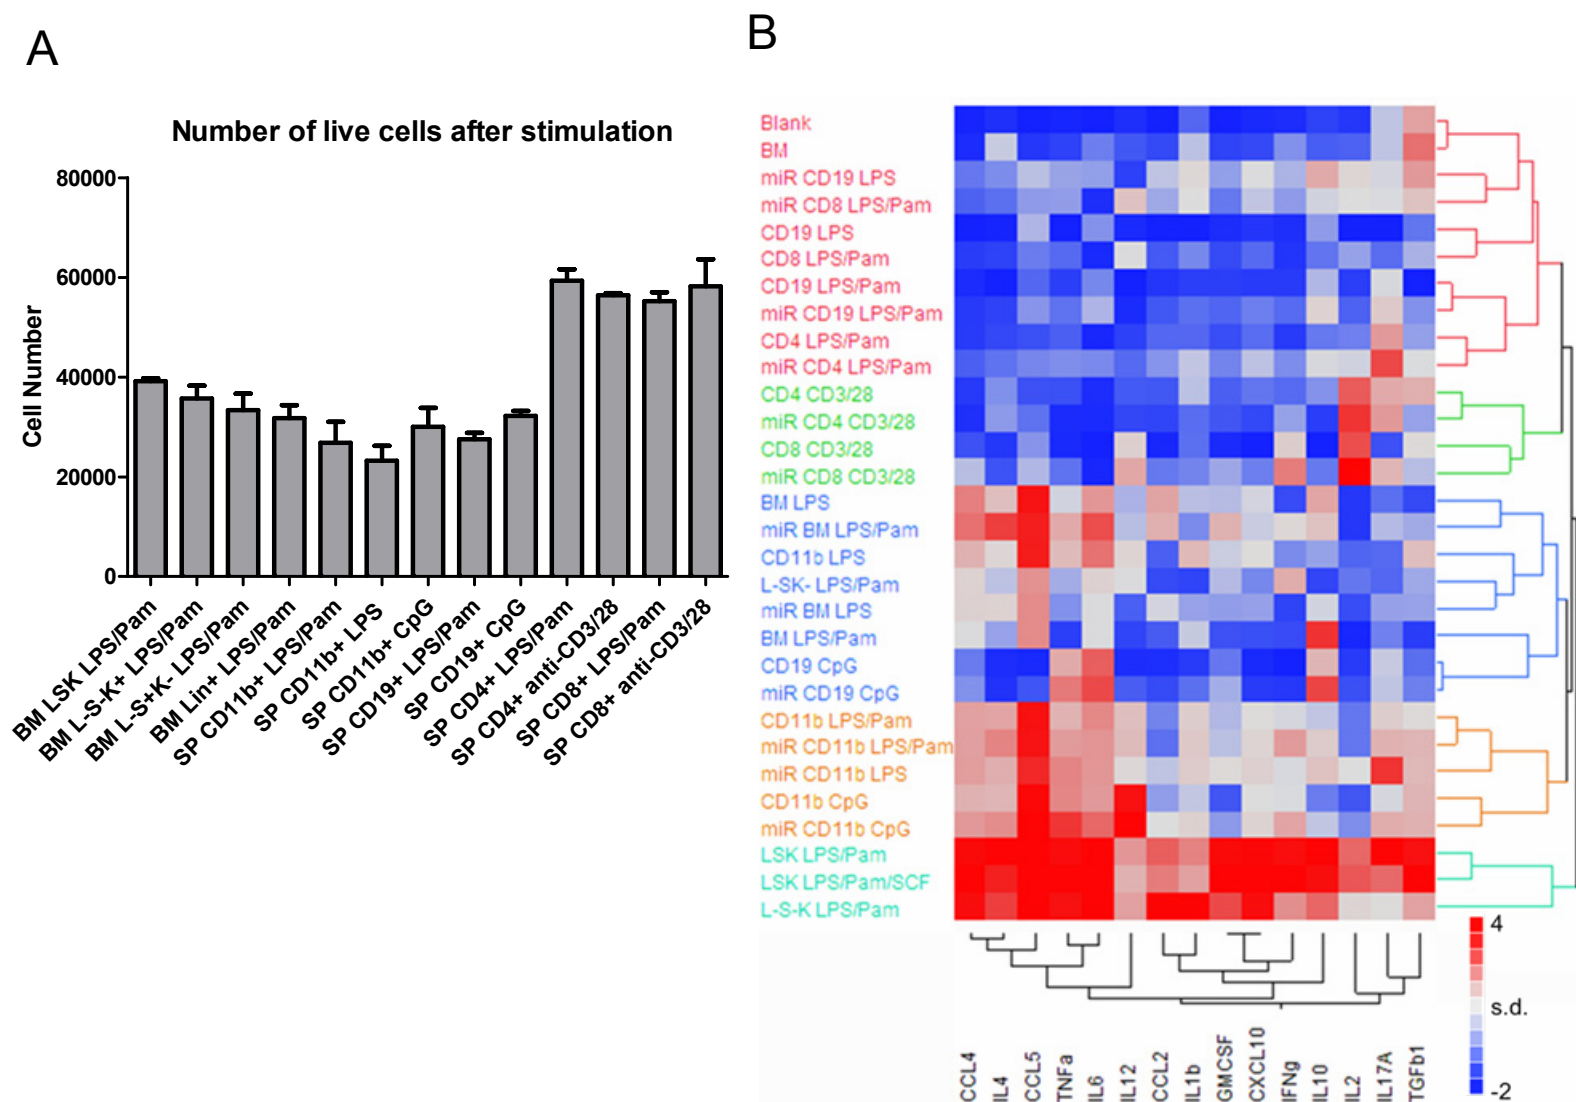 A
B
Number of live cells after stimulation
80000
60000
40000
20000
0
Cell Number
BM LSK LPS/Pam
BM L-S-K+ LPS/Pam
BM L-S+K- LPS/Pam
BM Lin+ LPS/Pam
SP CD11b+ LPS/Pam
SP CD11b+ LPS
SP CD11b+ CpG
SP CD19+ LPS/Pam
SP CD19+ CpG
SP CD4+ LPS/Pam
SP CD4+ anti-CD3/28
SP CD8+ LPS/Pam
SP CD8+ anti-CD3/28
Blank
BM
miR CD19 LPS
miR CD8 LPS/Pam
CD19 LPS
CD8 LPS/Pam
CD19 LPS/Pam
miR CD19 LPS/Pam
CD4 LPS/Pam
miR CD4 LPS/Pam
CD4 CD3/28
miR CD4 CD3/28
CD8 CD3/28
miR CD8 CD3/28
BM LPS
miR BM LPS/Pam
CD11b LPS
L-SK- LPS/Pam
miR BM LPS
BM LPS/Pam
CD19 CpG
miR CD19 CpG
CD11b LPS/Pam
miR CD11b LPS/Pam
miR CD11b LPS
CD11b CpG
miR CD11b CpG
LSK LPS/Pam
LSK LPS/Pam/SCF
L-S-K LPS/Pam
4
s.d.
-2
CCL4
IL4
CCL5
TNFa
IL6
IL12
CCL2
IL1b
GMCSF
CXCL10
IFNg
IL10
IL2
IL17A
TGFb1